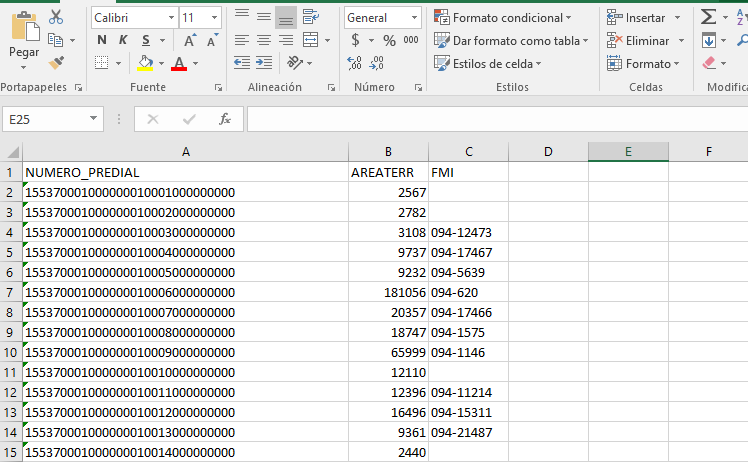 Pegar
Portapapeles
Calibri 11
N K S
Fuente
Alineación
General
$ % 000
Número
Formato condicional
Dar formato como tabla
Estilos de celda
Estilos
Insertar
Eliminar
Formato
Celdas
Modific
E25 fx
A B C D E F
1 NUMERO_PREDIAL AREATERR FMI
2 155370001000000010001000000000 2567
3 155370001000000010002000000000 2782
4 155370001000000010003000000000 3108 094-12473
5 155370001000000010004000000000 9737 094-17467
6 155370001000000010005000000000 9232 094-5639
7 155370001000000010006000000000 181056 094-620
8 155370001000000010007000000000 20357 094-17466
9 155370001000000010008000000000 18747 094-1575
10 155370001000000010009000000000 65999 094-1146
11 155370001000000010010000000000 12110
12 155370001000000010011000000000 12396 094-11214
13 155370001000000010012000000000 16496 094-15311
14 155370001000000010013000000000 9361 094-21487
15 155370001000000010014000000000 2440